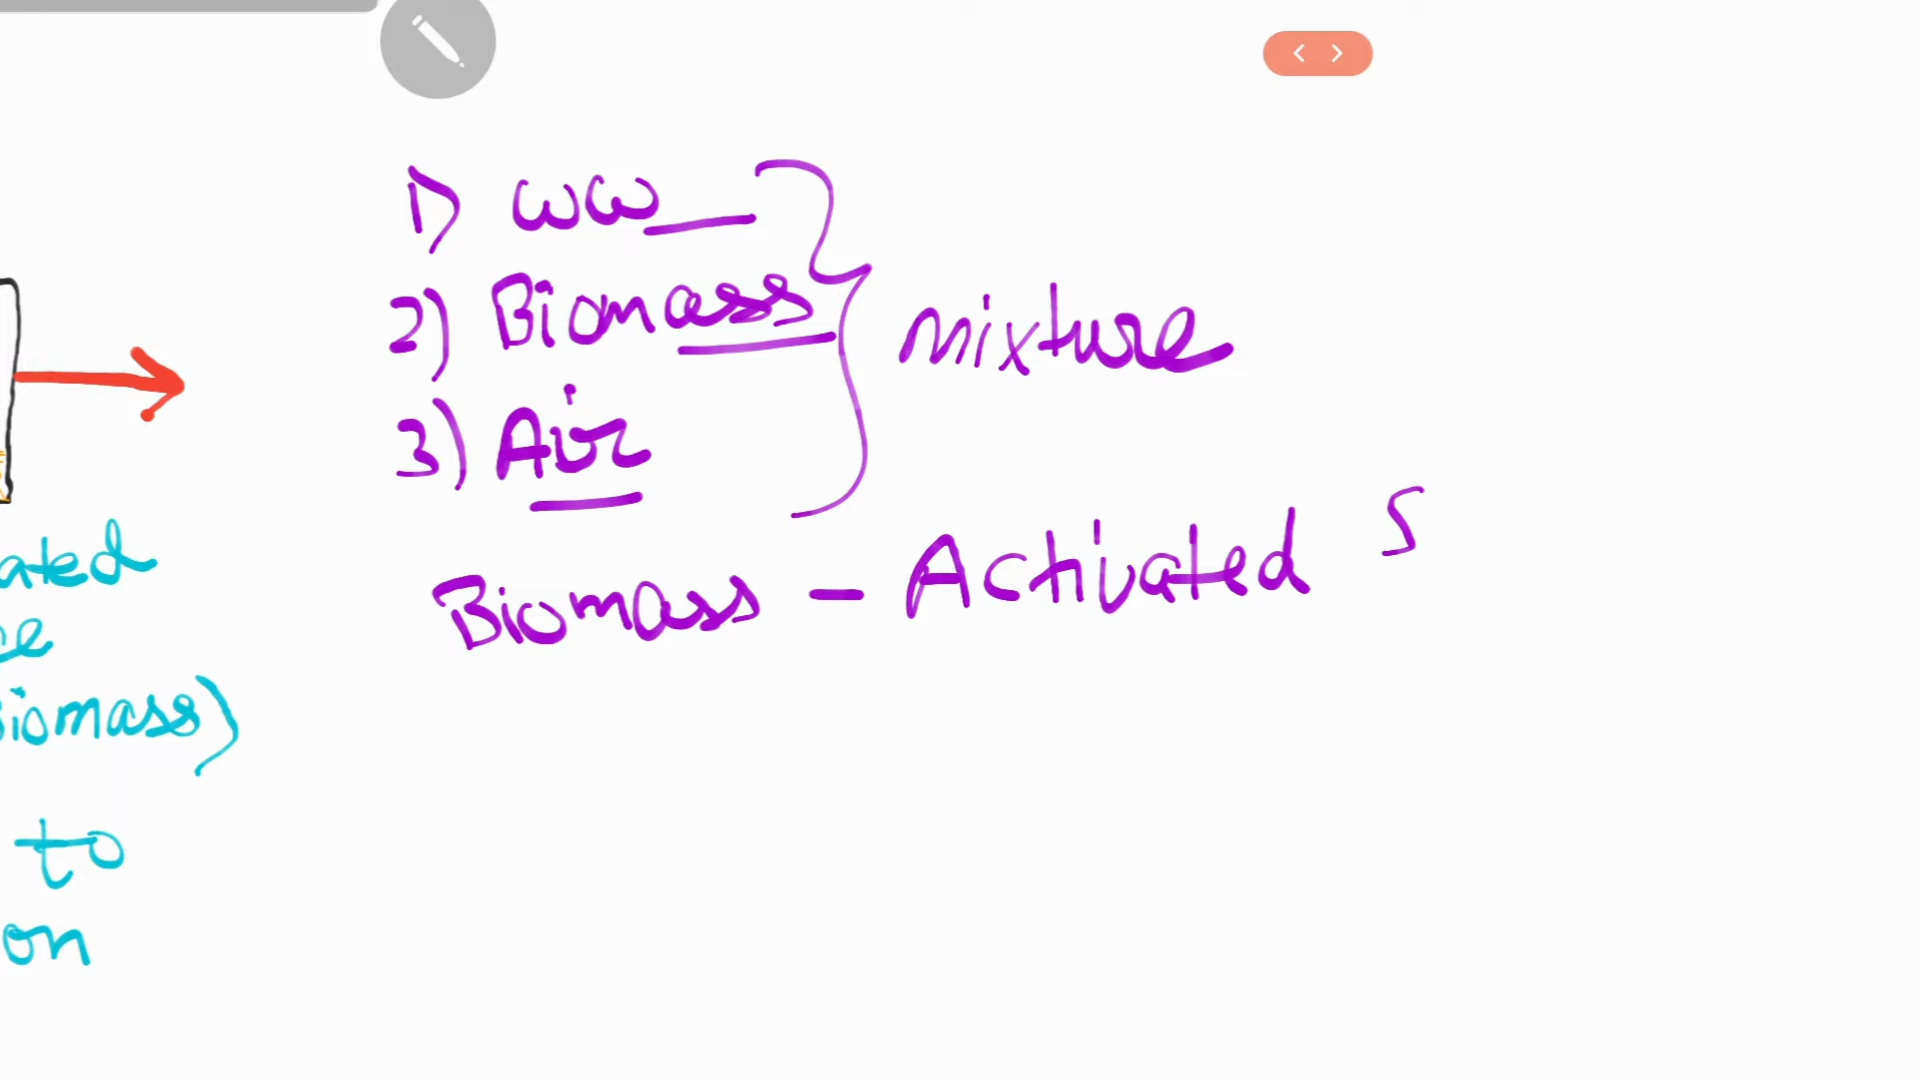 1) WW
2) Biomass
3) Air
mixture
Biomass - Activated S
ated
iomass)
to
on